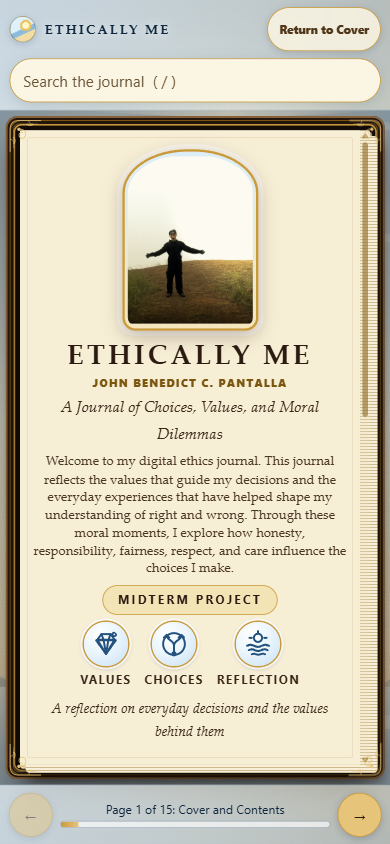 ETHICALLY ME
Return to Cover
Search the journal ( / )
ETHICALLY ME
JOHN BENEDICT C. PANTALLA
A Journal of Choices, Values, and Moral
Dilemmas
Welcome to my digital ethics journal. This journal
reflects the values that guide my decisions and the
everyday experiences that have helped shape my
understanding of right and wrong. Through these
moral moments, I explore how honesty,
responsibility, fairness, respect, and care influence the
choices I make.
MIDTERM PROJECT
VALUES CHOICES REFLECTION
A reflection on everyday decisions and the values
behind them
← Page 1 of 15: Cover and Contents →